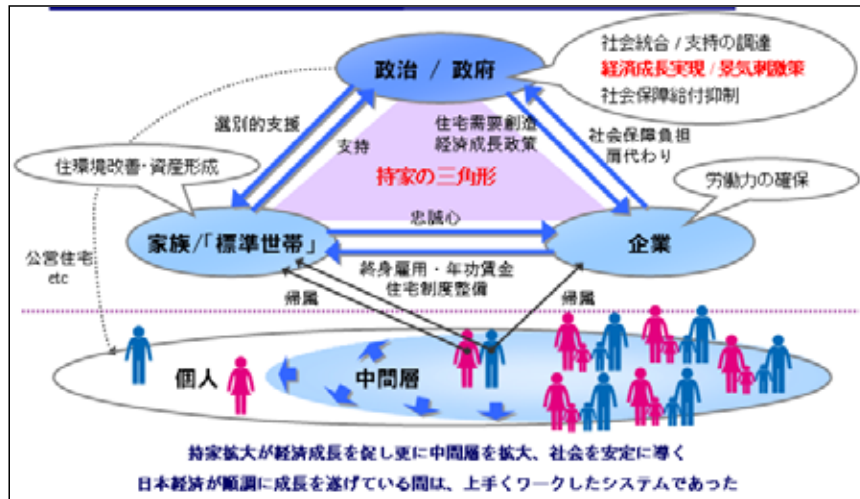 政治 / 政府
社会統合 / 支持の調達
経済成長実現 / 景気刺激策
社会保障給付抑制
選別的支援
支持
住宅需要創造
経済成長政策
社会保障負担
肩代わり
住環境改善・資産形成
持家の三角形
労働力の確保
忠誠心
家族/「標準世帯」
企業
公営住宅
etc
終身雇用・年功賃金
住宅制度整備
帰属
帰属
個人
中間層
持家拡大が経済成長を促し更に中間層を拡大、社会を安定に導く
日本経済が順調に成長を遂げている間は、上手くワークしたシステムであった